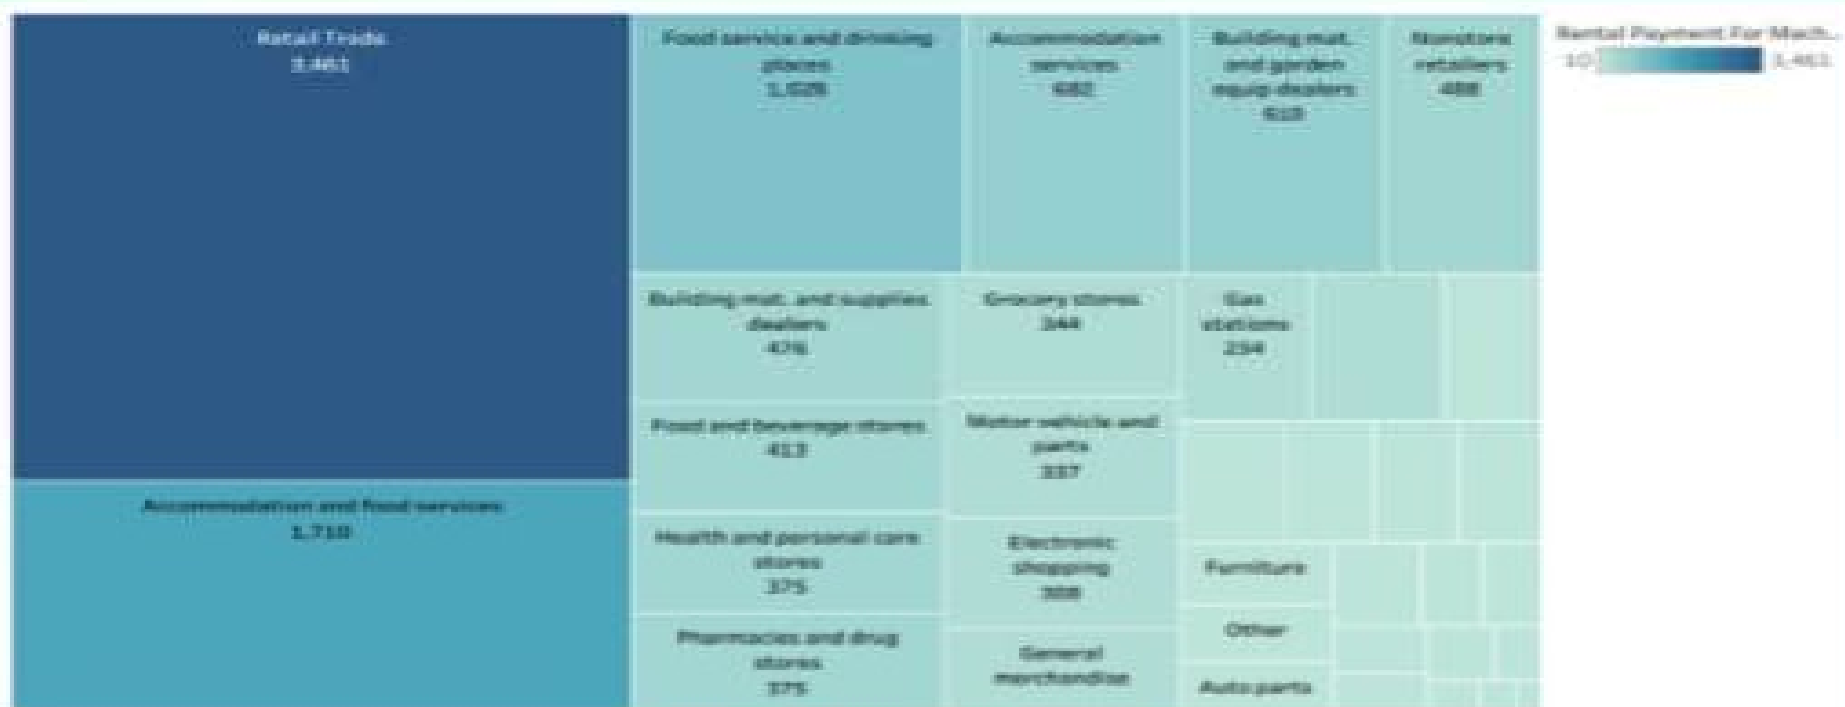 Retail Trade
3,461
Food service and drinking
places
1,028
Accommodation
services
682
Building mat.
and garden
equip dealers
Nonstore
retailers
488
Rental Payment For Mach..
10
3,461
Building mat. and supplies
dealers
476
Grocery stores
344
Gas
stations
234
Food and beverage stores
413
Motor vehicle and
parts
337
Accommodation and food services
1,710
Health and personal care
stores
375
Electronic
shopping
308
Furniture
Pharmacies and drug
stores
375
General
merchandise
Other
Auto parts